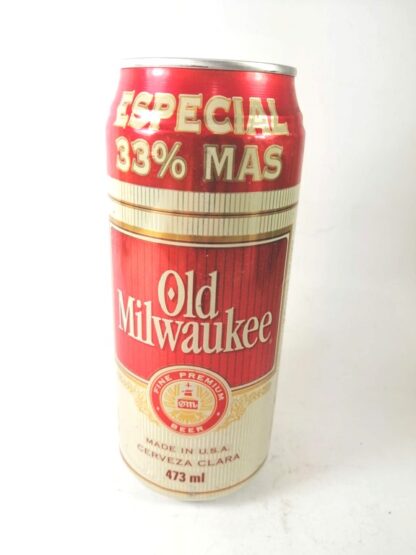 ESPECIAL
33% MAS
Old
Milwaukee
FINE PREMIUM
BEER
MADE IN U.S.A.
CERVEZA CLARA
473 ml